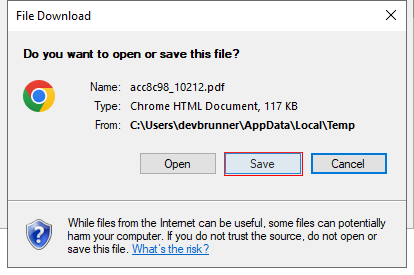 File Download
Do you want to open or save this file?
Name: acc8c98_10212.pdf
Type: Chrome HTML Document, 117 KB
From: C:\Users\devbrunner\AppData\Local\Temp
Open Save Cancel
While files from the Internet can be useful, some files can potentially
harm your computer. If you do not trust the source, do not open or
save this file. What's the risk?